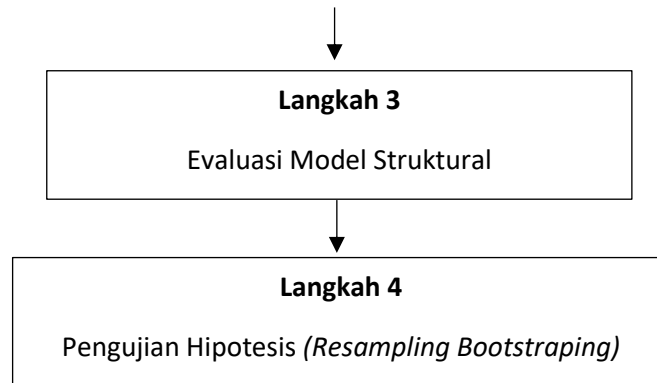 Langkah 3
Evaluasi Model Struktural
Langkah 4
Pengujian Hipotesis (Resampling Bootstraping)